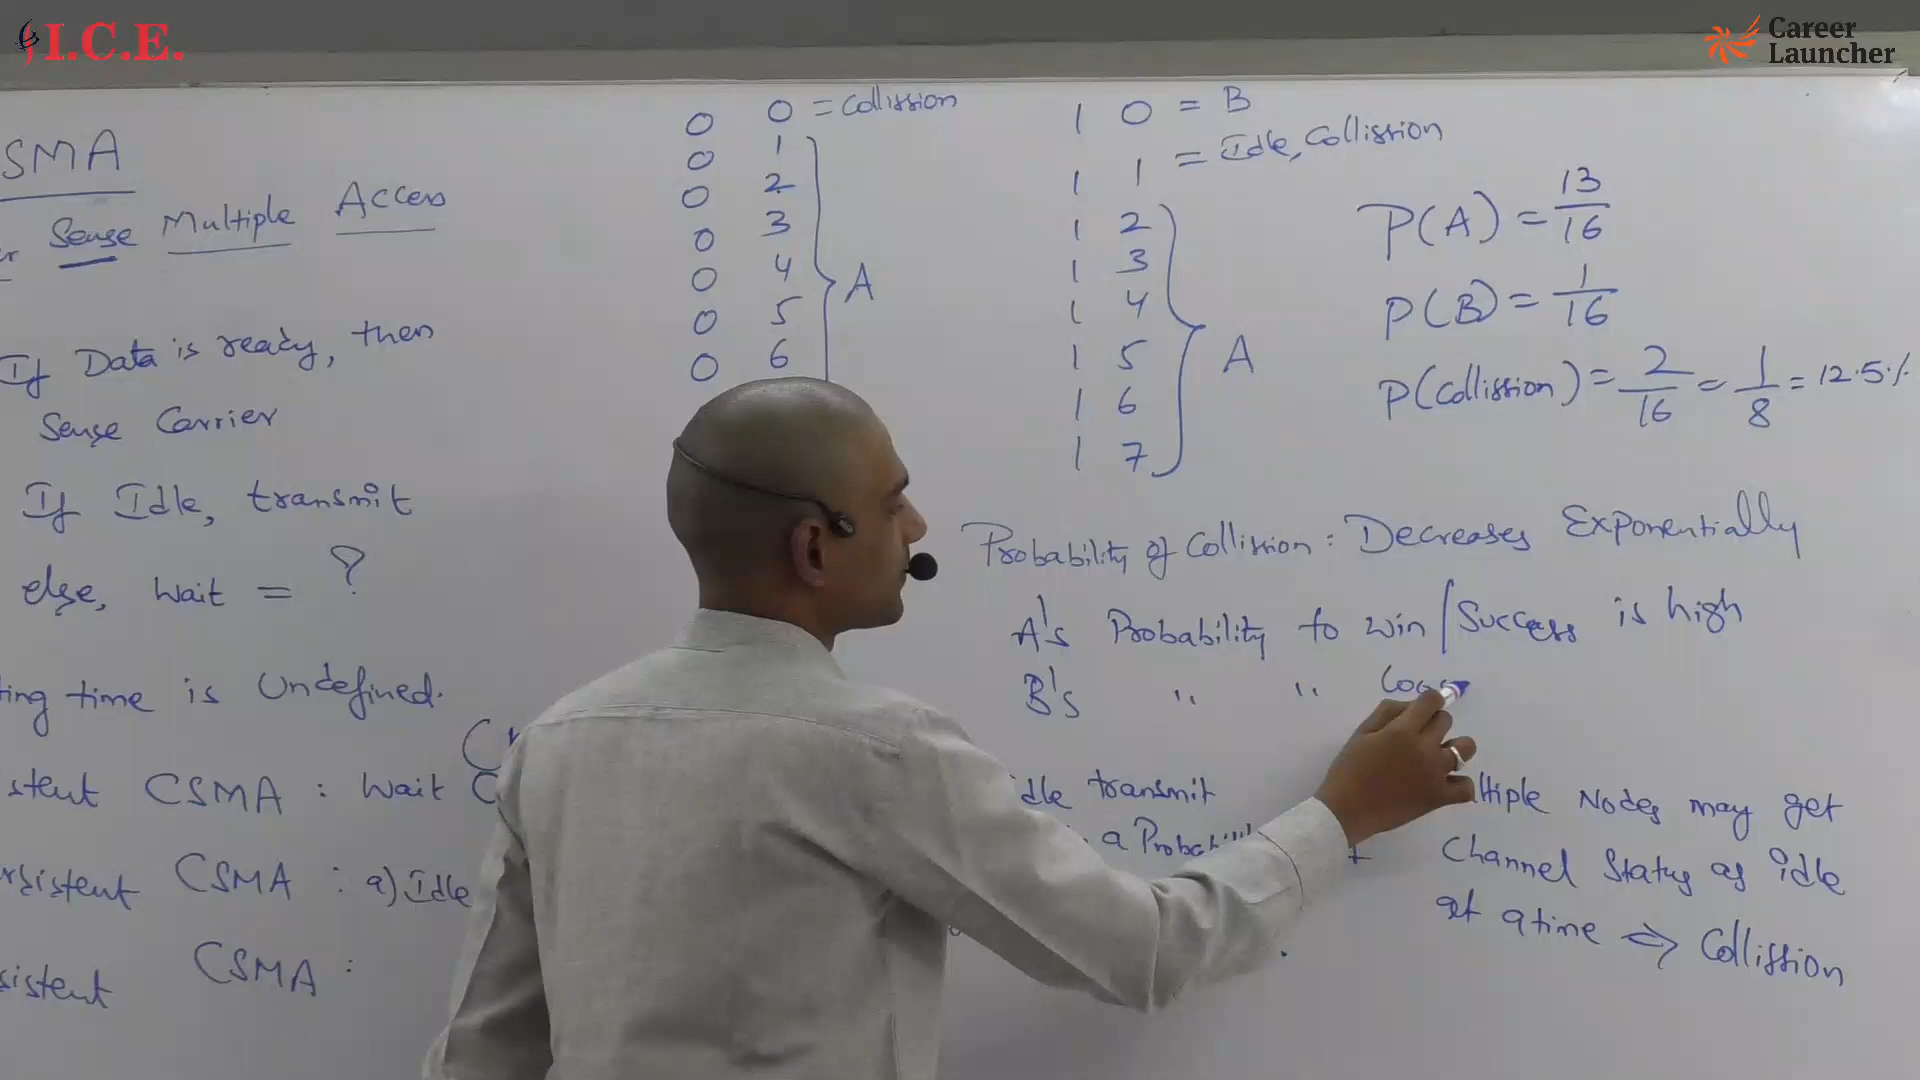 I.C.E.
Career
Launcher
SMA
Sense Multiple Access
If Data is ready, then
Sense Carrier
If Idle, transmit
else, wait = ?
ting time is Undefined.
stent CSMA : Wait
rsistent CSMA : a) Idle
sistent CSMA :
0 0 = Collission
0 1
0 2
0 3
0 4
0 5
0 6
A
1 0 = B
1 1 = Idle, Collission
1 2
1 3
1 4
1 5
1 6
1 7
A
P(A) = 13/16
P(B) = 1/16
P(Collission) = 2/16 = 1/8 = 12.5%
Probability of Collission : Decreases Exponentially
A's Probability to win / Success is high
B's " "
dle transmit
a
ltiple Nodes may get
Channel Status as idle
at a time => Collission